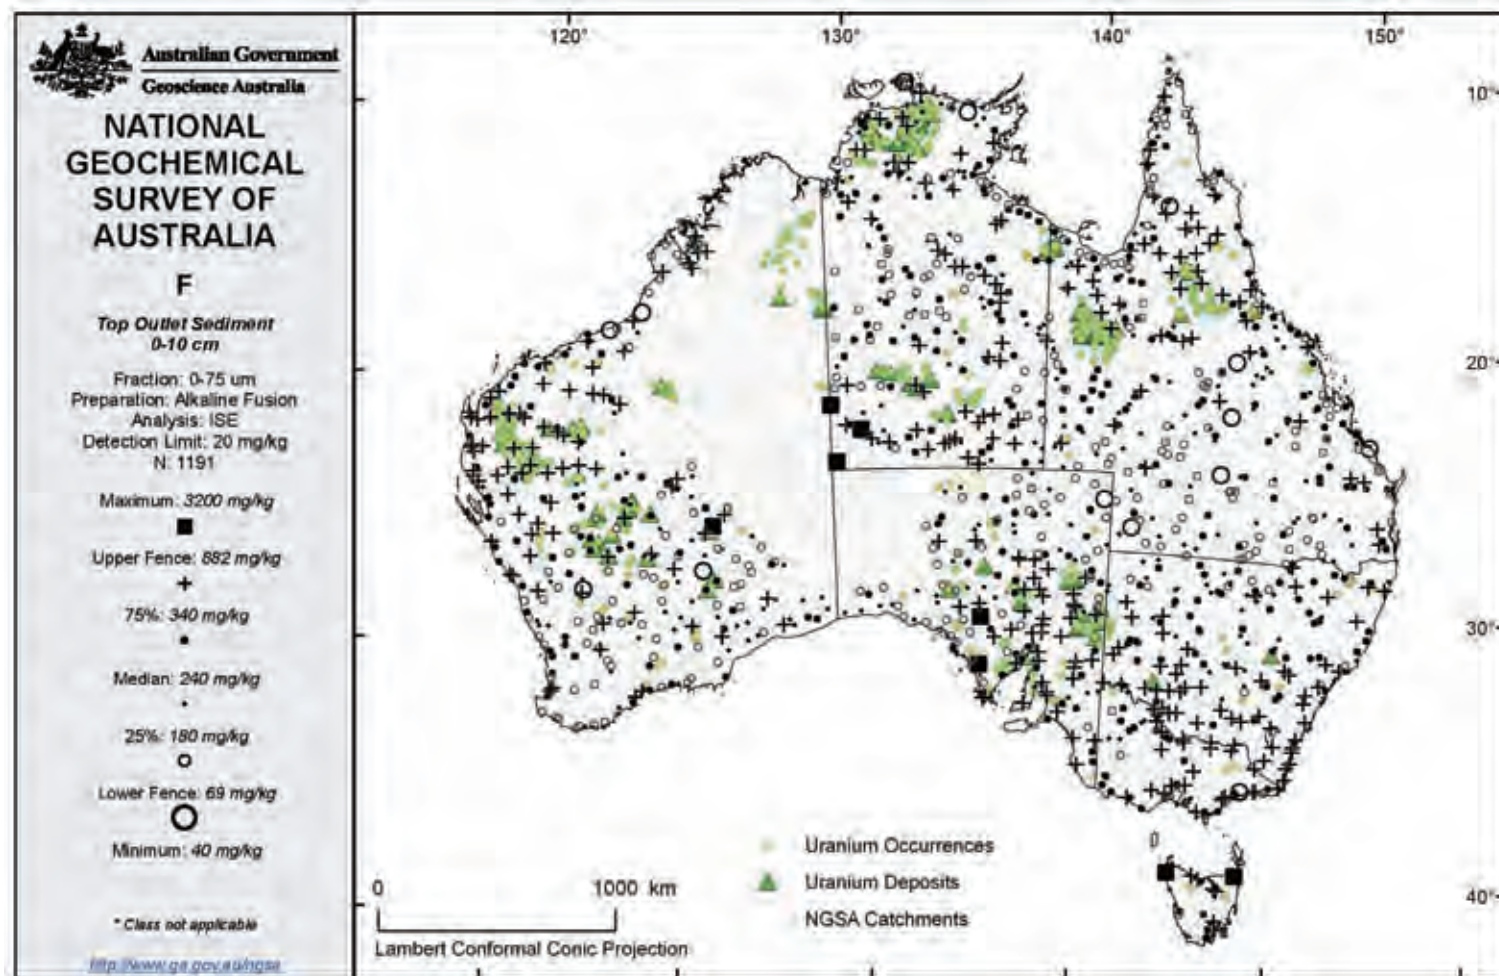 Australian Government
Geoscience Australia
NATIONAL
GEOCHEMICAL
SURVEY OF
AUSTRALIA
F
Top Outlet Sediment
0-10 cm
Fraction: 0-75 um
Preparation: Alkaline Fusion
Analysis: ISE
Detection Limit: 20 mg/kg
N: 1191
Maximum: 3200 mg/kg
Upper Fence: 882 mg/kg
75%: 340 mg/kg
Median: 240 mg/kg
25%: 180 mg/kg
Lower Fence: 69 mg/kg
Minimum: 40 mg/kg
* Class not applicable
http://www.ga.gov.au/ngsa
120°
130°
140°
150°
10°
20°
30°
40°
Uranium Occurrences
Uranium Deposits
NGSA Catchments
0
1000 km
Lambert Conformal Conic Projection